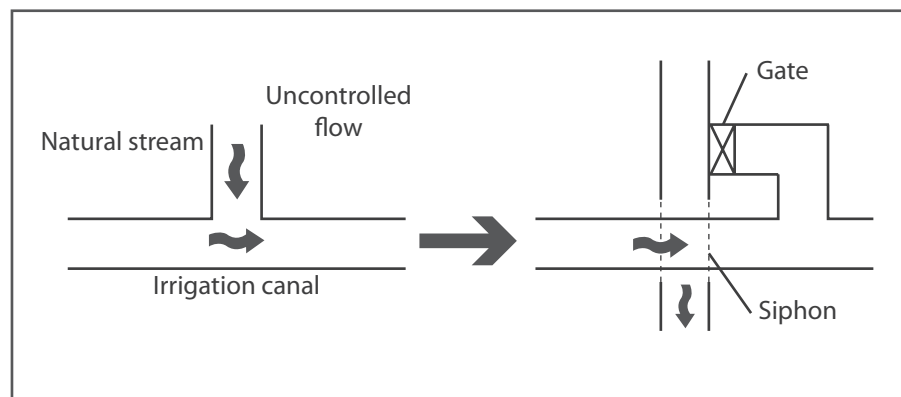 Uncontrolled
flow
Natural stream
Irrigation canal
Gate
Siphon